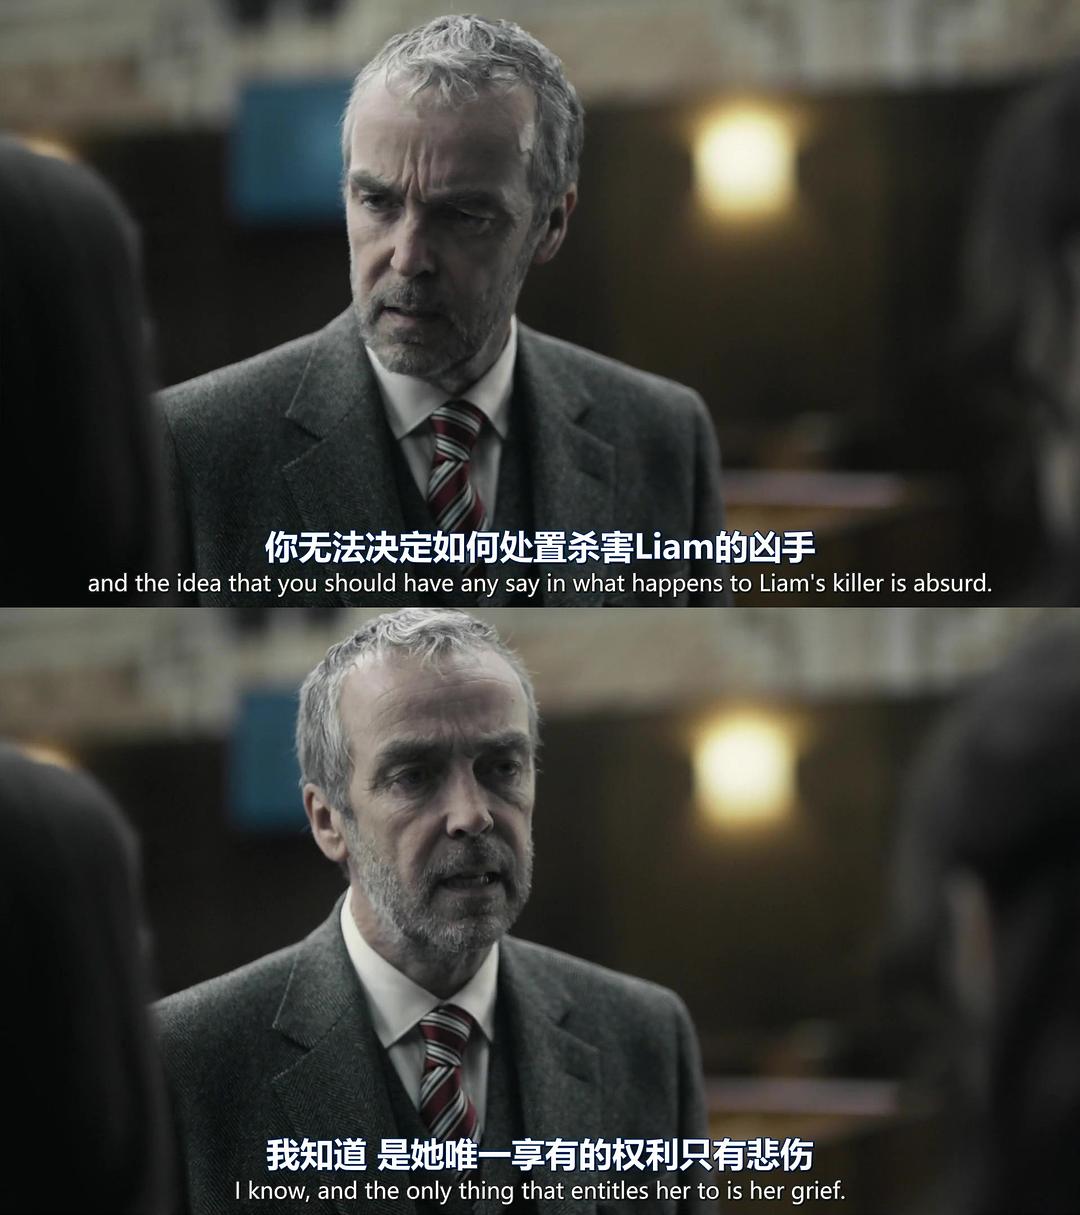 你无法决定如何处置杀害Liam的凶手
and the idea that you should have any say in what happens to Liam's killer is absurd.
我知道 是她唯一享有的权利只有悲伤
I know, and the only thing that entitles her to is her grief.